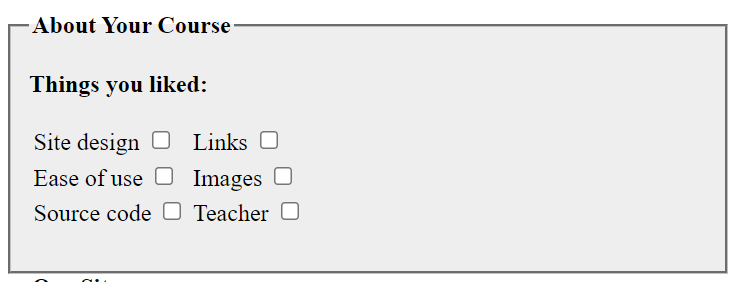 About Your Course
Things you liked:
Site design Links
Ease of use Images
Source code Teacher